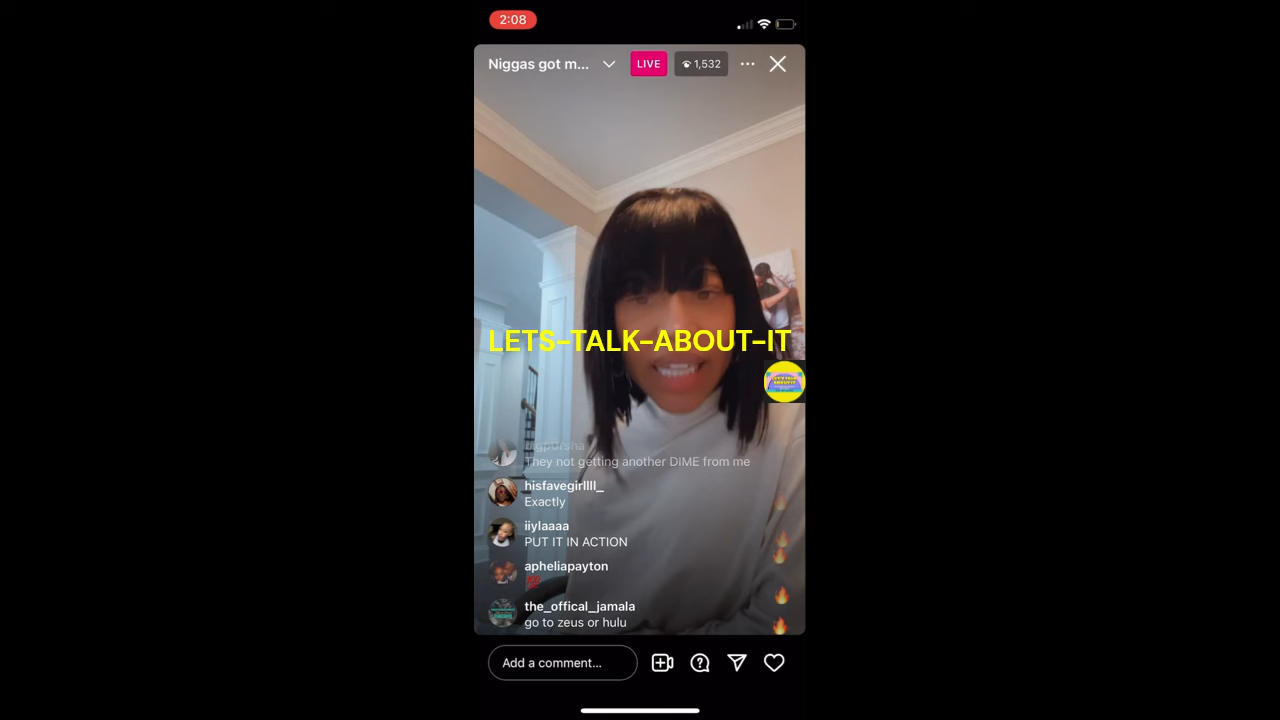 2:08
Niggas got m...
LIVE
1,532
LETS-TALK-ABOUT-IT
They not getting another DIME from me
hisfavegirllll_
Exactly
iiylaaaa
PUT IT IN ACTION
apheliapayton
💯
the_offical_jamala
go to zeus or hulu
Add a comment...